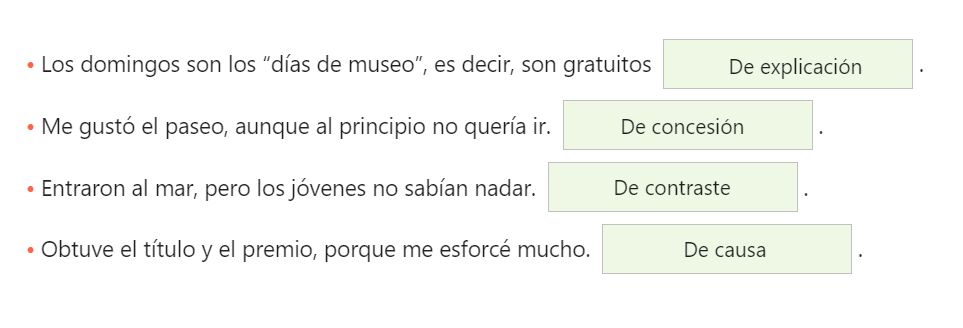 • Los domingos son los “días de museo”, es decir, son gratuitos De explicación .
• Me gustó el paseo, aunque al principio no quería ir. De concesión .
• Entraron al mar, pero los jóvenes no sabían nadar. De contraste .
• Obtuve el título y el premio, porque me esforcé mucho. De causa .